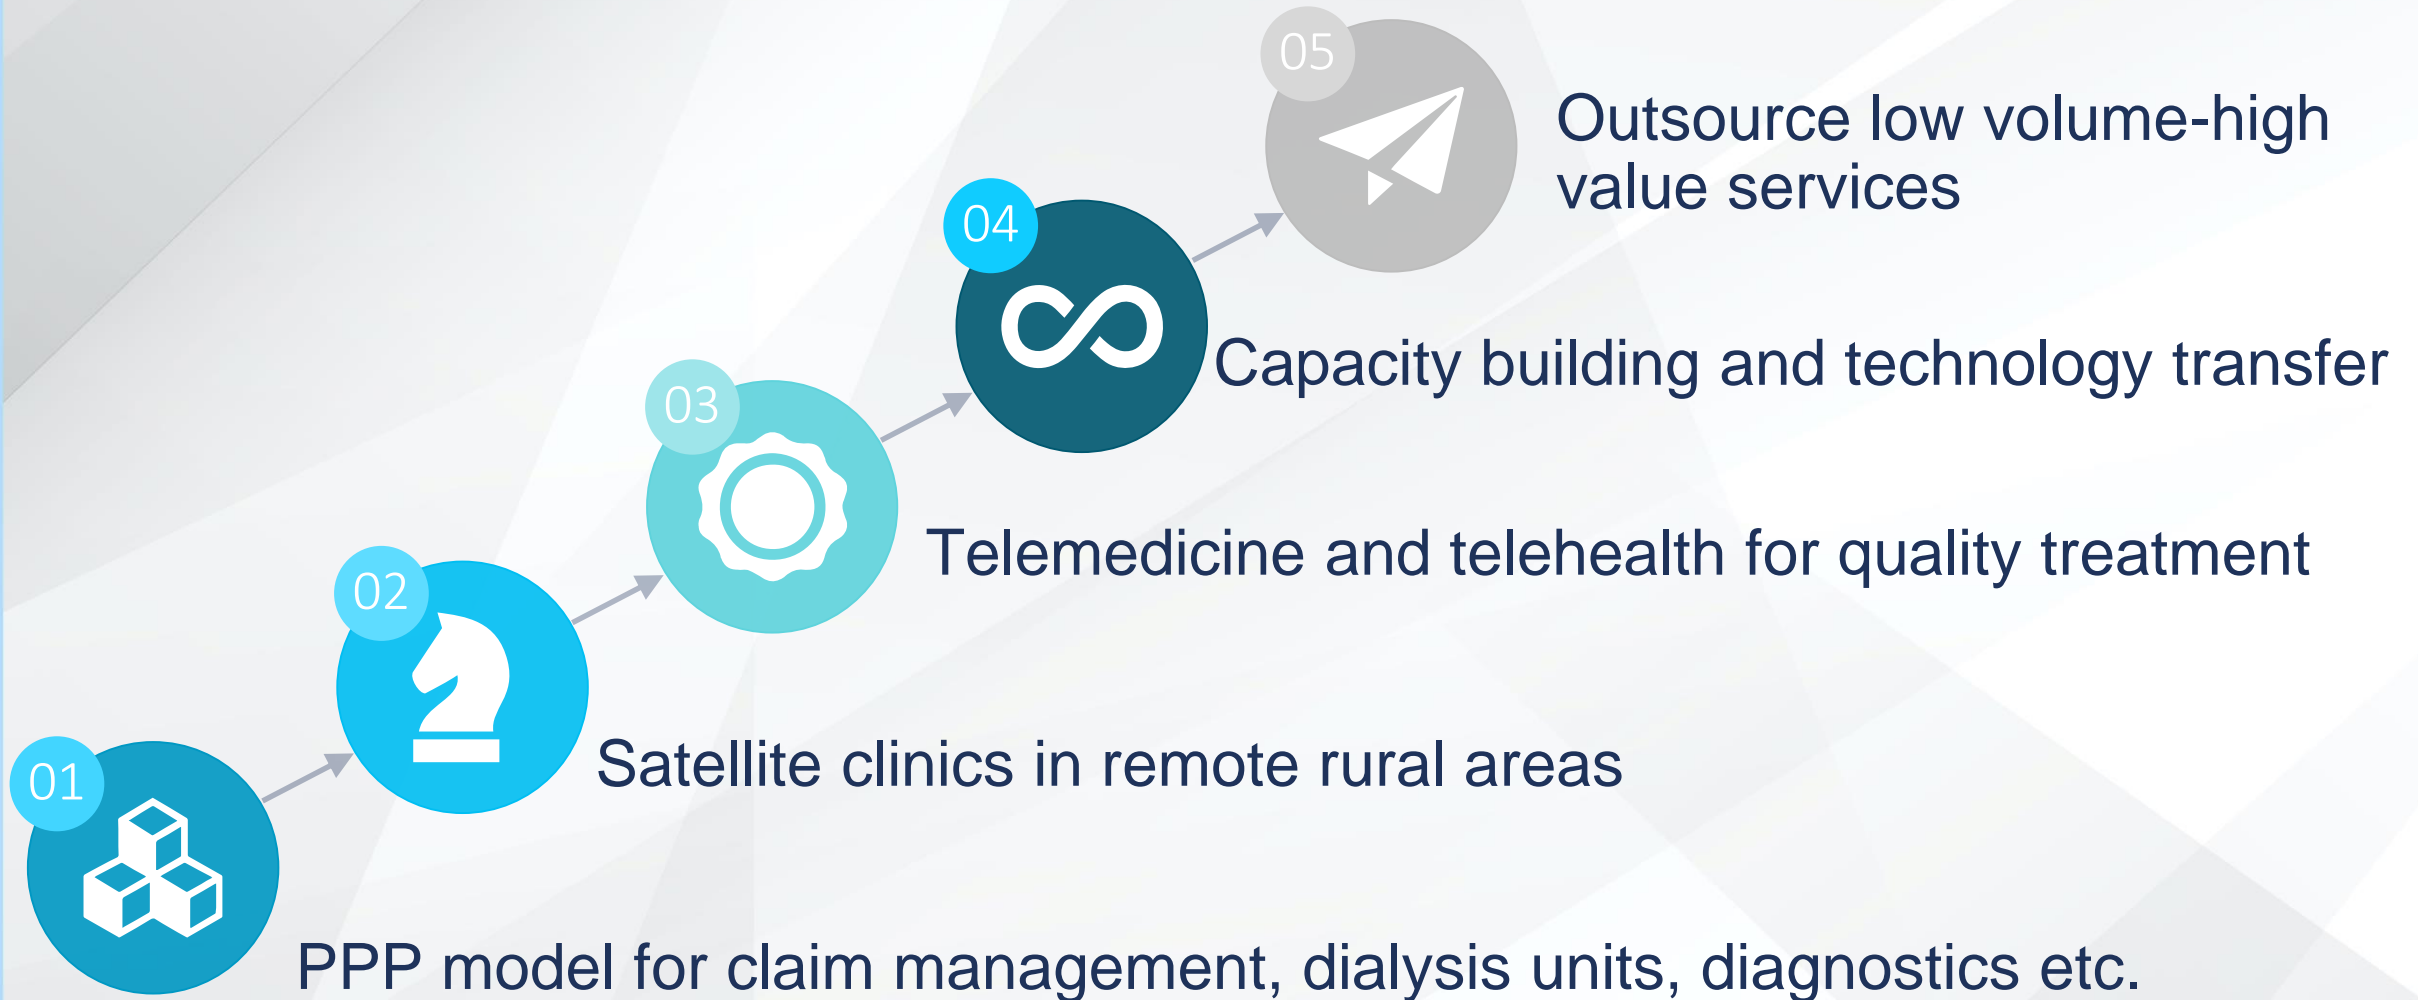 05
Outsource low volume-high
value services
04
Capacity building and technology transfer
03
Telemedicine and telehealth for quality treatment
02
Satellite clinics in remote rural areas
01
PPP model for claim management, dialysis units, diagnostics etc.